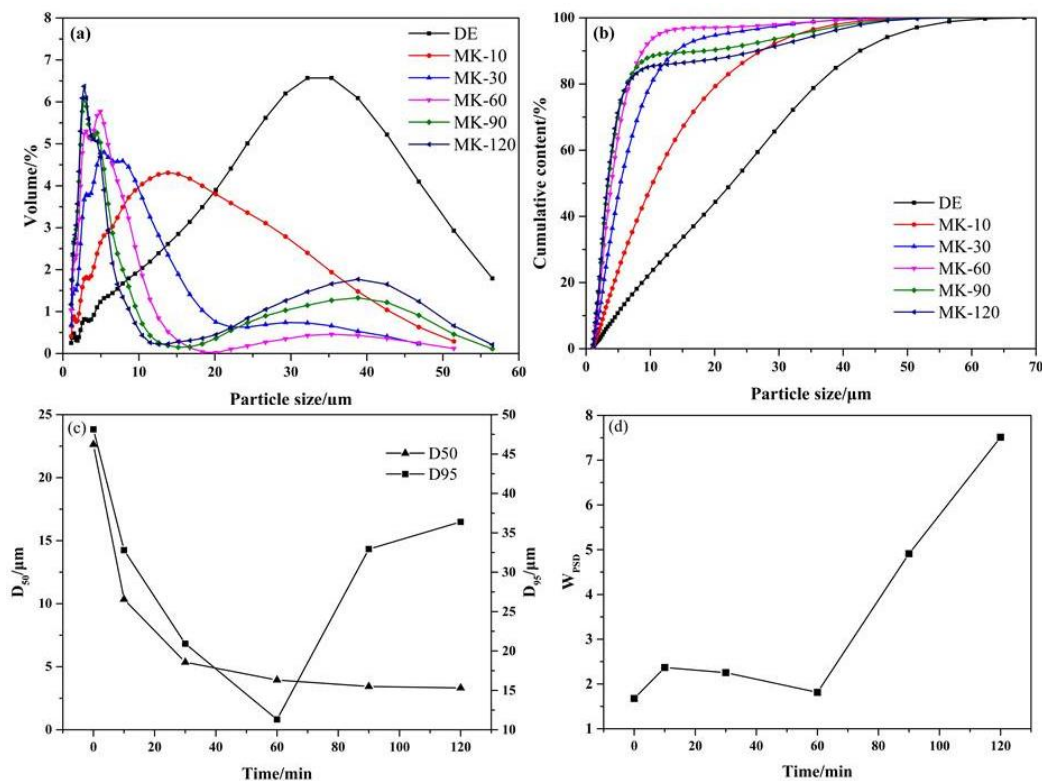 (a)
DE
MK-10
MK-30
MK-60
MK-90
MK-120
Volume/%
8
7
6
5
4
3
2
1
0
0 10 20 30 40 50 60
Particle size/μm
(b)
DE
MK-10
MK-30
MK-60
MK-90
MK-120
Cumulative content/%
100
80
60
40
20
0
0 10 20 30 40 50 60 70
Particle size/μm
(c)
D50
D95
D₅₀/μm
25
20
15
10
5
0
D₉₅/μm
50
45
40
35
30
25
20
15
10
0 20 40 60 80 100 120
Time/min
(d)
W_PSD
8
7
6
5
4
3
2
1
0 20 40 60 80 100 120
Time/min